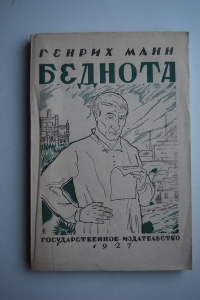 ГЕНРИХ МАНН
БЕДНОТА
ГОСУДАРСТВЕННОЕ ИЗДАТЕЛЬСТВО
1927